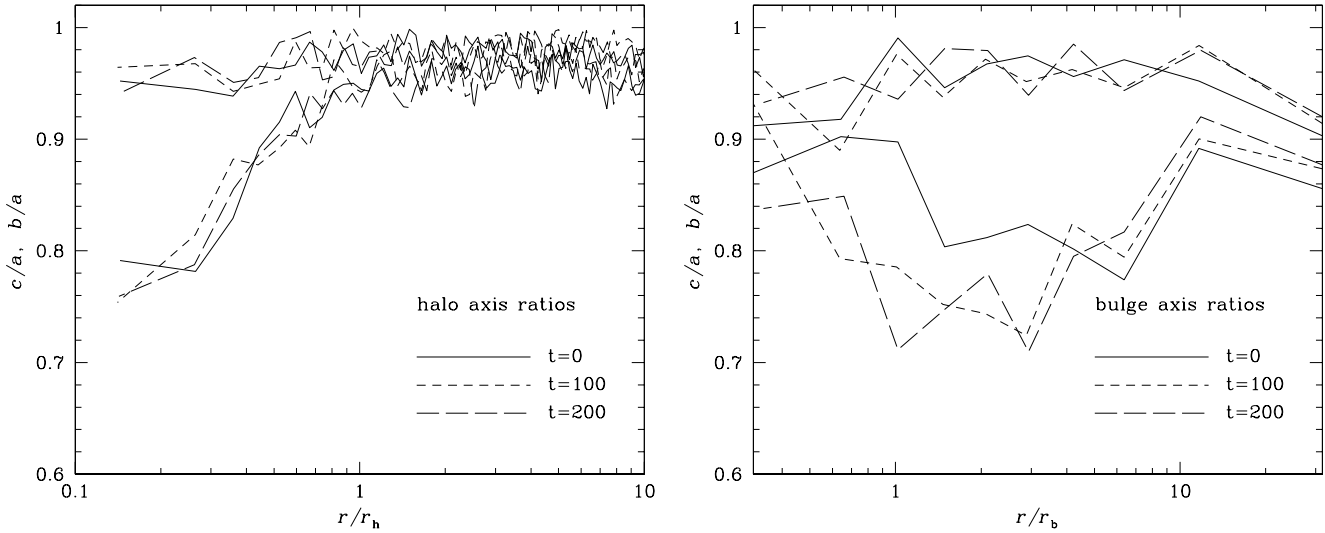 1
0.9
0.8
0.7
0.6
c/a, b/a
halo axis ratios
t=0
t=100
t=200
0.1
1
10
r/r_h
1
0.9
0.8
0.7
0.6
c/a, b/a
bulge axis ratios
t=0
t=100
t=200
1
10
r/r_b